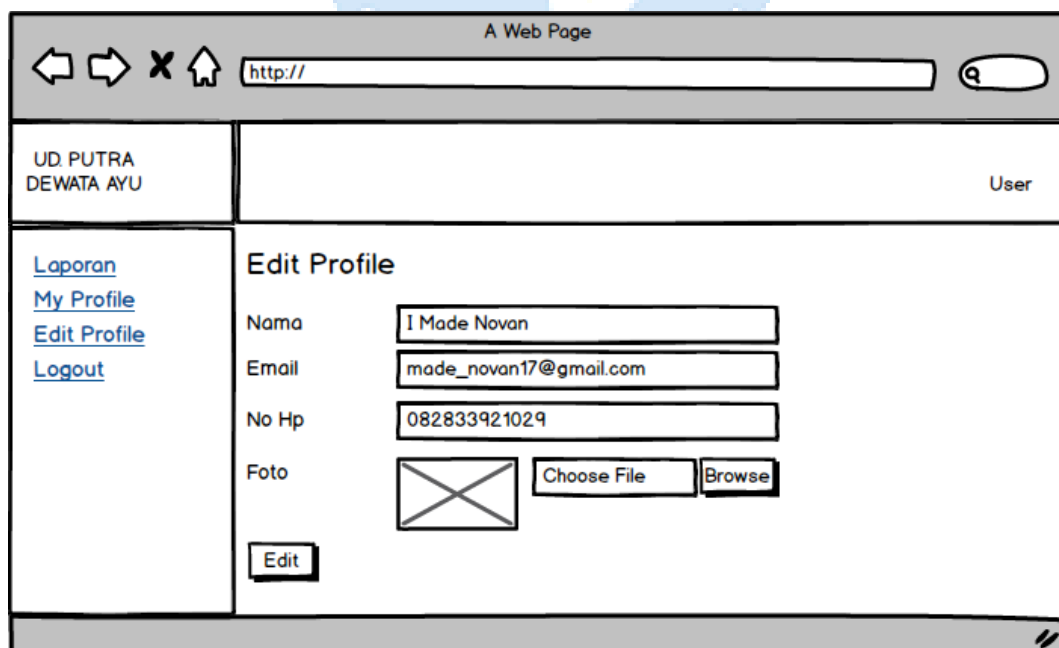 A Web Page
http://
UD. PUTRA
DEWATA AYU
User
Laporan
My Profile
Edit Profile
Logout
Edit Profile
Nama
I Made Novan
Email
made_novan17@gmail.com
No Hp
082833921029
Foto
Choose File
Browse
Edit